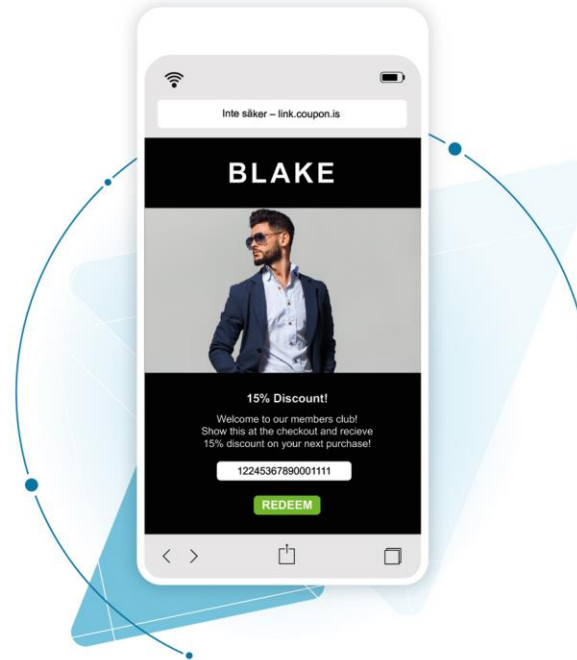 Inte säker – link.coupon.is
BLAKE
15% Discount!
Welcome to our members club!
Show this at the checkout and recieve
15% discount on your next purchase!
12245367890001111
REDEEM